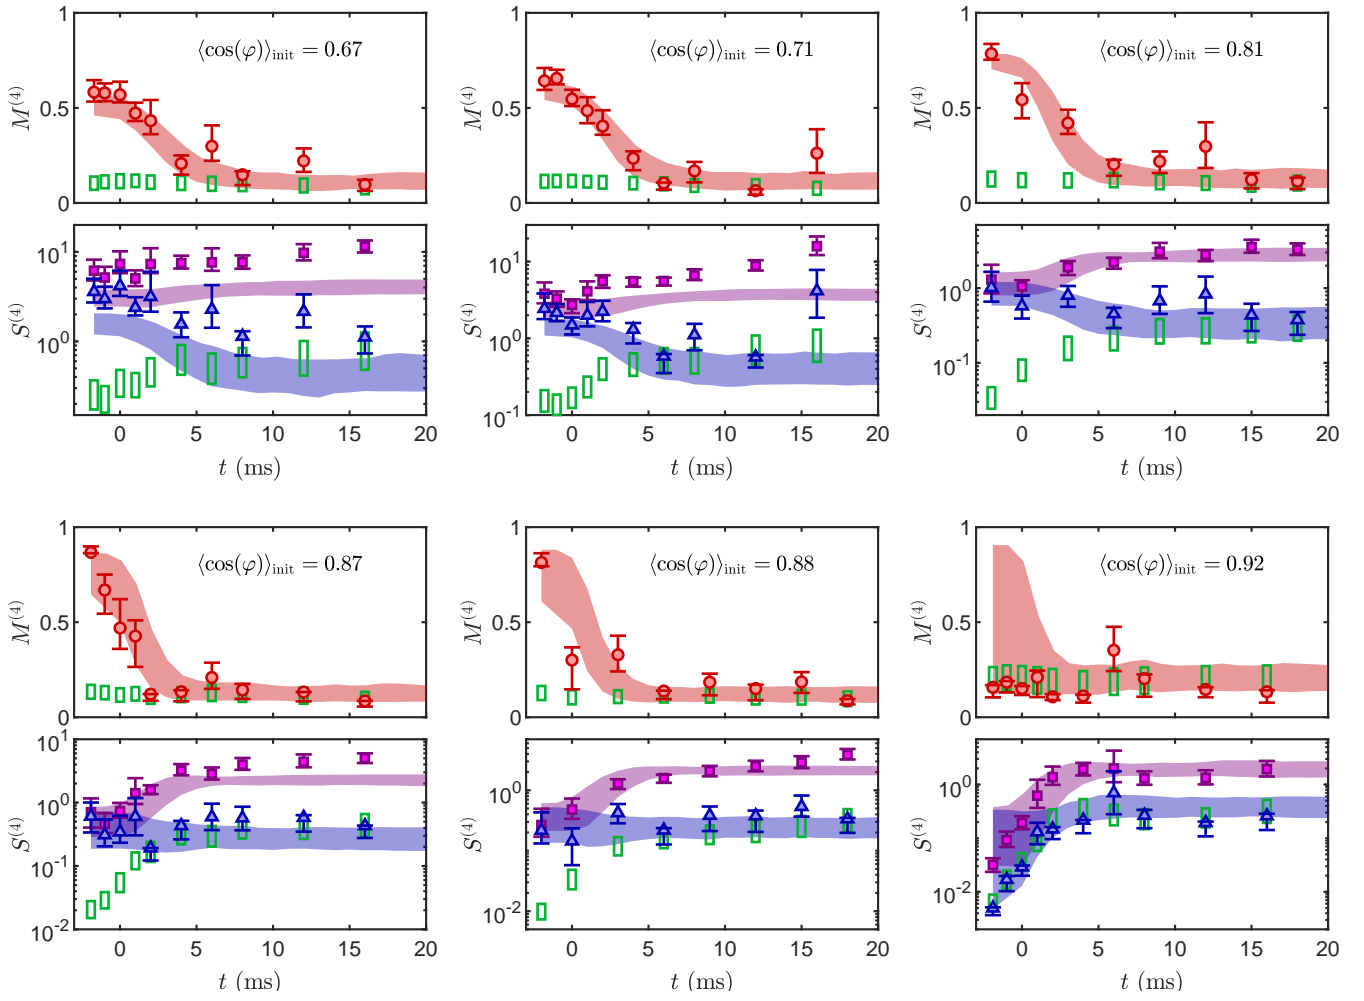 1
0.5
0
M^{(4)}
⟨cos(φ)⟩_init = 0.67
1
0.5
0
M^{(4)}
⟨cos(φ)⟩_init = 0.71
1
0.5
0
M^{(4)}
⟨cos(φ)⟩_init = 0.81
10^1
10^0
S^{(4)}
0 5 10 15 20
t (ms)
10^1
10^0
10^{-1}
S^{(4)}
0 5 10 15 20
t (ms)
10^0
10^{-1}
S^{(4)}
0 5 10 15 20
t (ms)
1
0.5
0
M^{(4)}
⟨cos(φ)⟩_init = 0.87
1
0.5
0
M^{(4)}
⟨cos(φ)⟩_init = 0.88
1
0.5
0
M^{(4)}
⟨cos(φ)⟩_init = 0.92
10^1
10^0
10^{-1}
10^{-2}
S^{(4)}
0 5 10 15 20
t (ms)
10^0
10^{-2}
S^{(4)}
0 5 10 15 20
t (ms)
10^0
10^{-2}
S^{(4)}
0 5 10 15 20
t (ms)